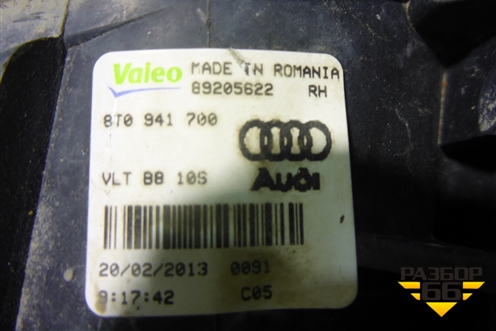 Valeo MADE IN ROMANIA
89205622 RH
8T0 941 700
Audi
VLT B8 10S
20/02/2013 0091
9:17:42 C05
РАЗБОР
66